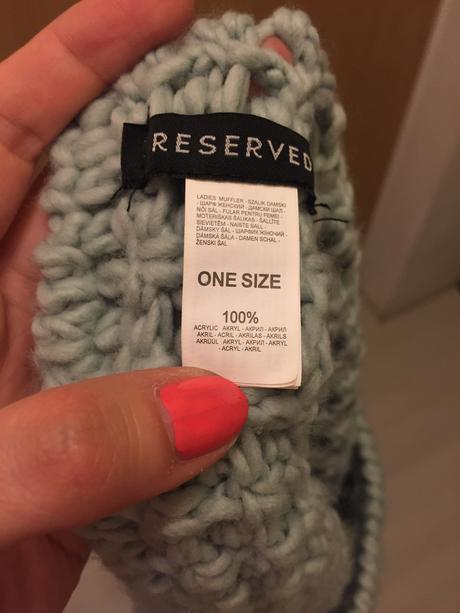 RESERVED
LADIES MUFFLER - SZALIK DAMSKI
- ШАРФ ЖЕНСКИЙ - ДАМСКИ ШАЛ -
NŐI SÁL - FULAR PENTRU FEMEI -
MOTERIŠKAS ŠALIKAS - ŠALLĪTE
SIEVIETĒM - NAISTE SALL -
DÁMSKY ŠÁL - ШАРФИК ЖІНОЧИЙ -
DÁMSKÁ ŠÁLA - DAMEN SCHAL -
ŽENSKI ŠAL
ONE SIZE
100%
ACRYLIC - AKRYL - АКРИЛ - АКРИЛ
AKRIL - ACRIL - AKRILAS - AKRILS
AKRÜÜL - AKRYL - АКРИЛ - AKRYL
- ACRYL - AKRIL